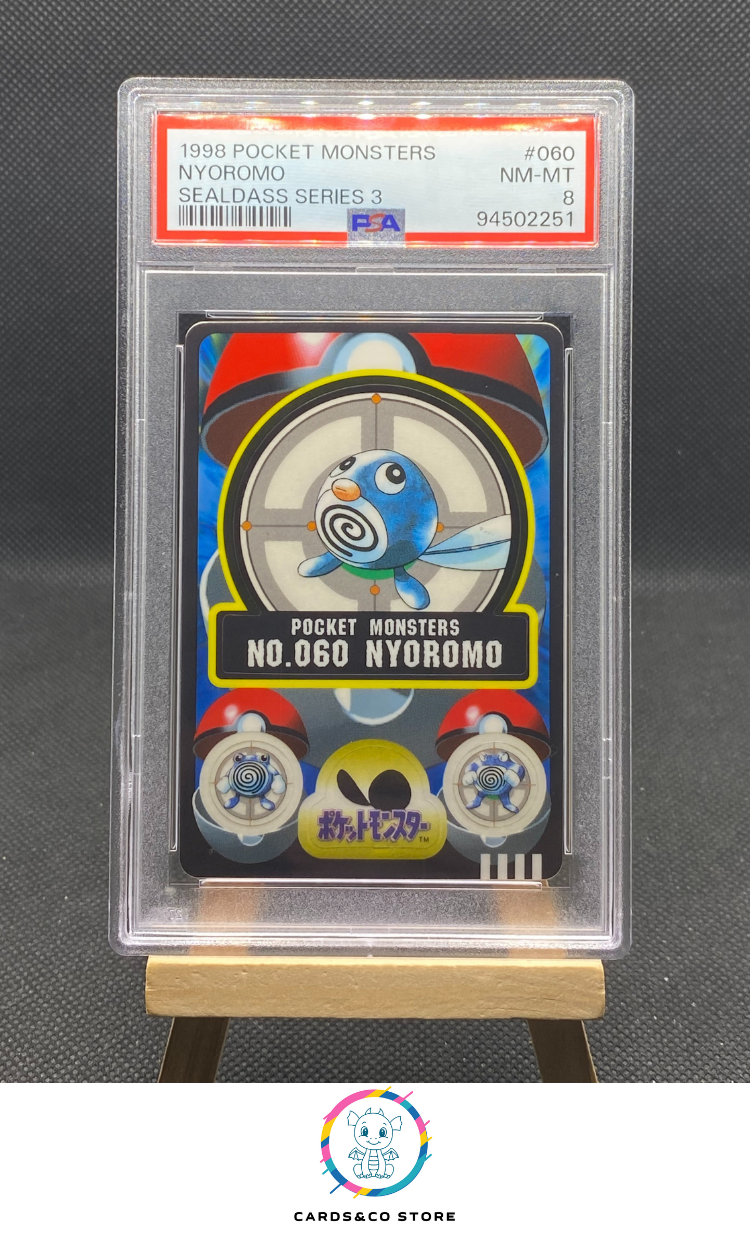 1998 POCKET MONSTERS #060
NYOROMO NM-MT
SEALDASS SERIES 3 8
PSA 94502251
POCKET MONSTERS
NO.060 NYOROMO
ポケットモンスター TM
CARDS&CO STORE